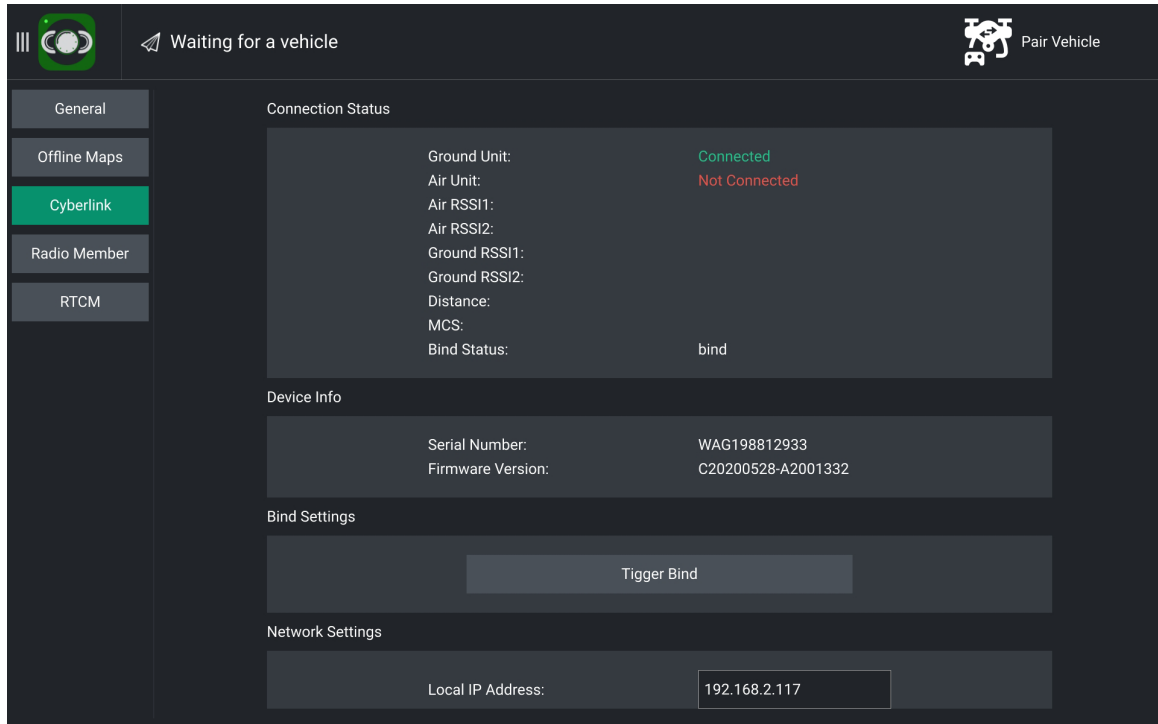 Waiting for a vehicle
Pair Vehicle
General
Offline Maps
Cyberlink
Radio Member
RTCM
Connection Status
Ground Unit: Connected
Air Unit: Not Connected
Air RSSI1:
Air RSSI2:
Ground RSSI1:
Ground RSSI2:
Distance:
MCS:
Bind Status: bind
Device Info
Serial Number: WAG198812933
Firmware Version: C20200528-A2001332
Bind Settings
Tigger Bind
Network Settings
Local IP Address: 192.168.2.117